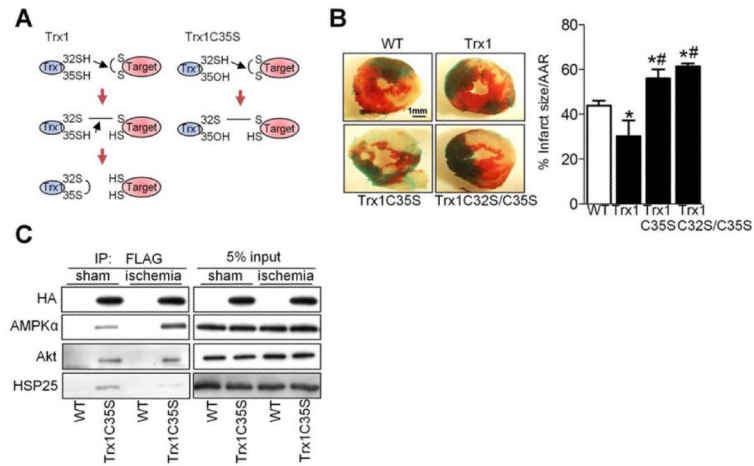 A
Trx1
Trx1C35S
Trx1 32SH 35SH S S Target
Trx1 32SH 35OH S S Target
Trx1 32S 35SH S HS Target
Trx1 32S 35OH S HS Target
Trx1 32S 35S HS HS Target
B
WT Trx1
1mm
Trx1C35S Trx1C32S/C35S
% Infarct size/AAR
80
60
40
20
0
* *# *#
WT Trx1 Trx1 Trx1
C35S C32S/C35S
C
IP: FLAG 5% input
sham ischemia sham ischemia
HA
AMPKα
Akt
HSP25
WT Trx1C35S WT Trx1C35S WT Trx1C35S WT Trx1C35S